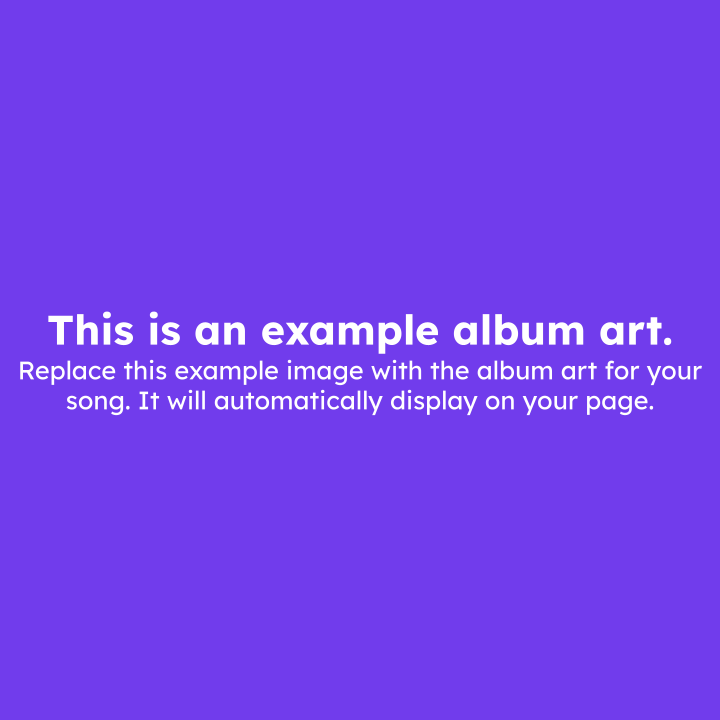 This is an example album art.
Replace this example image with the album art for your
song. It will automatically display on your page.